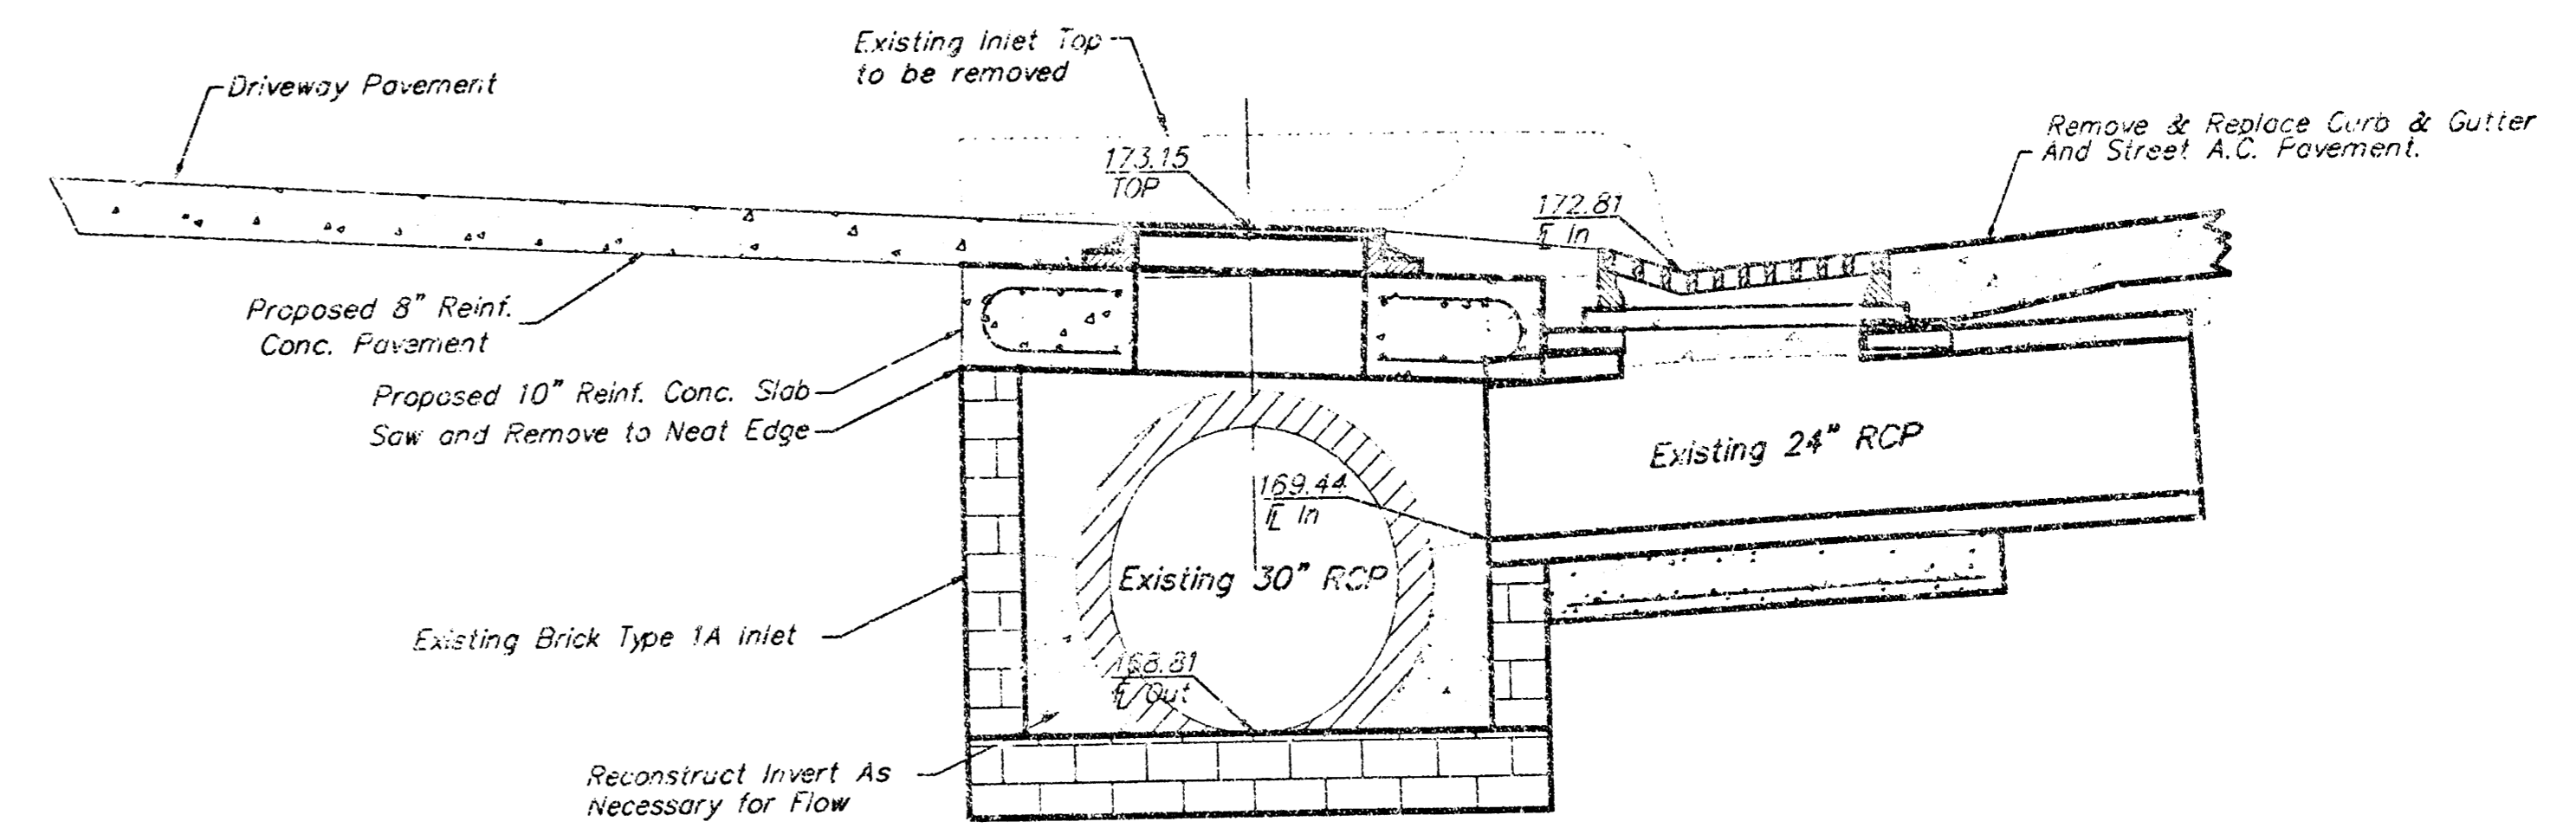 Existing Inlet Top
to be removed
Driveway Pavement
Remove & Replace Curb & Gutter
And Street A.C. Pavement.
173.15
TOP
172.81
℄ In
Proposed 8" Reinf.
Conc. Pavement
Proposed 10" Reinf. Conc. Slab
Saw and Remove to Neat Edge
Existing 24" RCP
169.44
℄ In
Existing 30" RCP
Existing Brick Type 1A Inlet
168.81
℄ Out
Reconstruct Invert As
Necessary for Flow